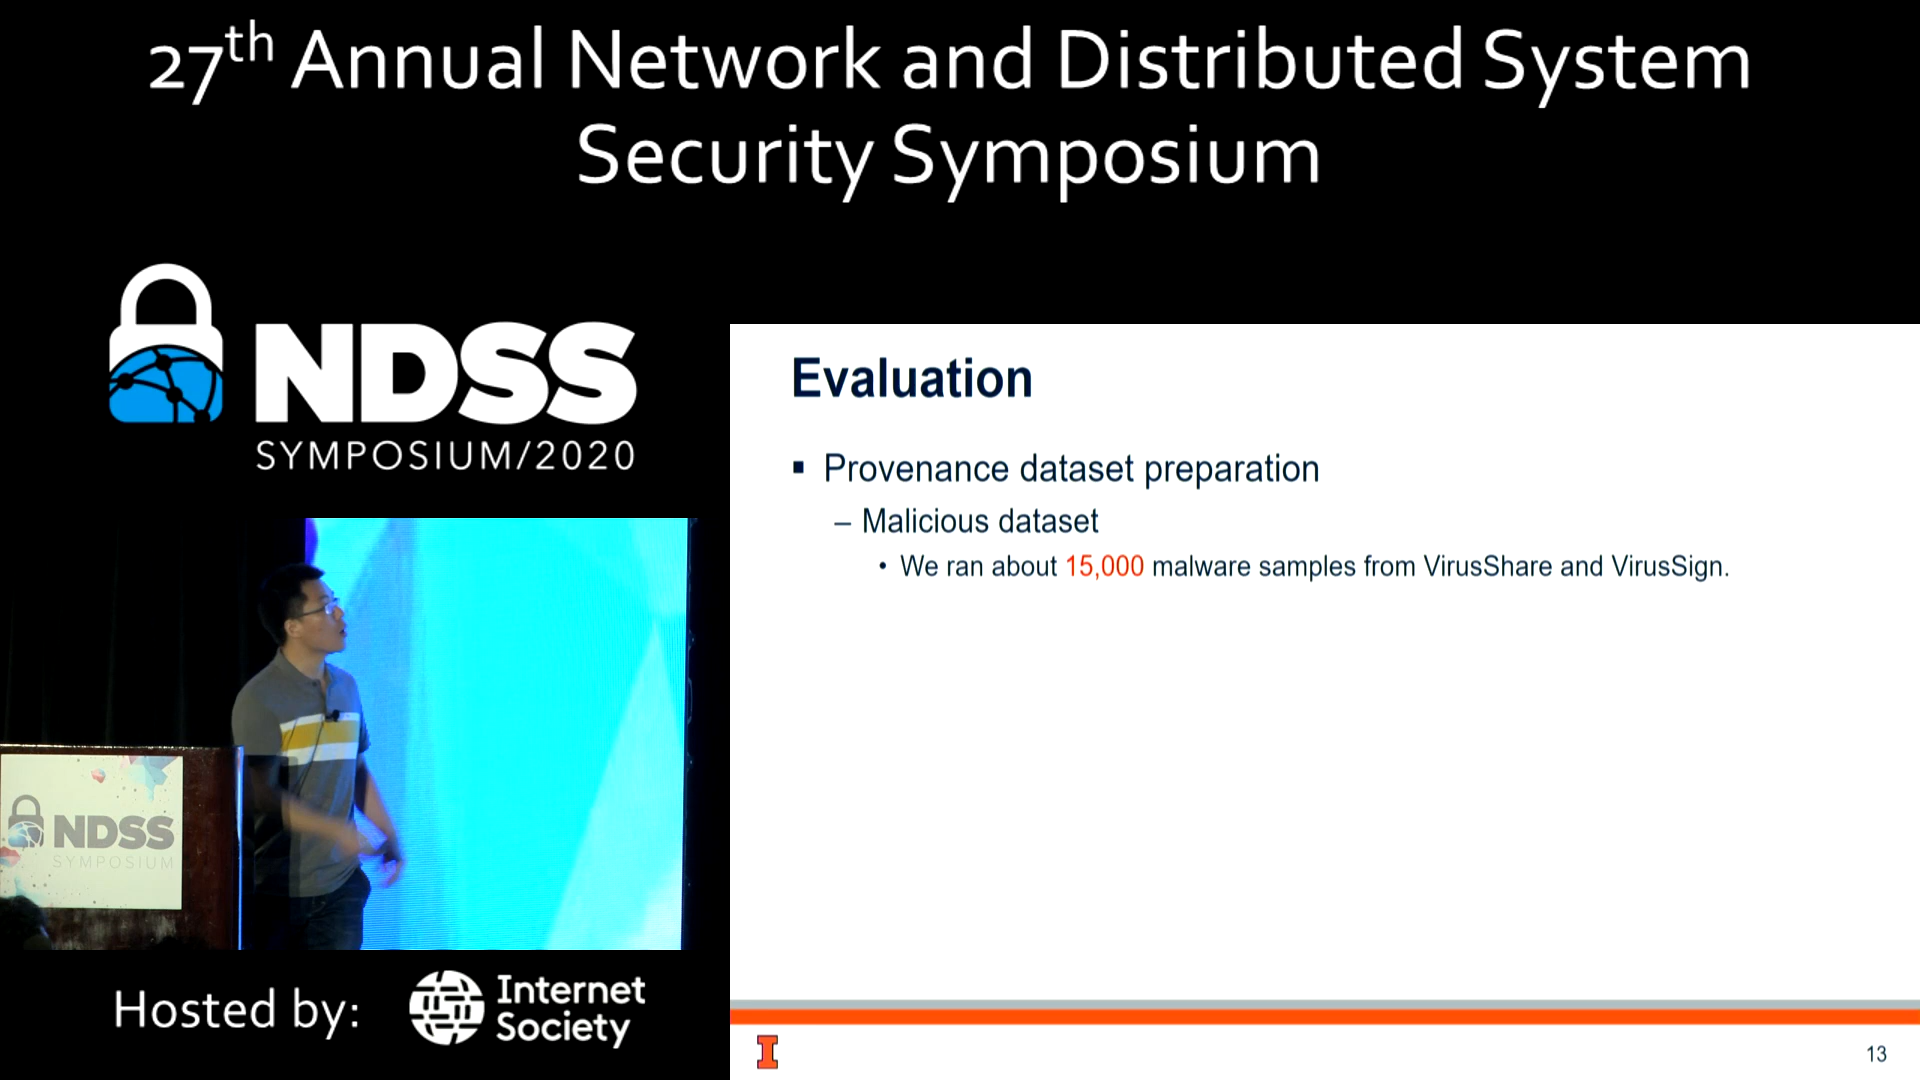 27th Annual Network and Distributed System
Security Symposium
NDSS
SYMPOSIUM/2020
Evaluation
▪ Provenance dataset preparation
– Malicious dataset
• We ran about 15,000 malware samples from VirusShare and VirusSign.
NDSS
SYMPOSIUM
Hosted by:
Internet
Society
I
13